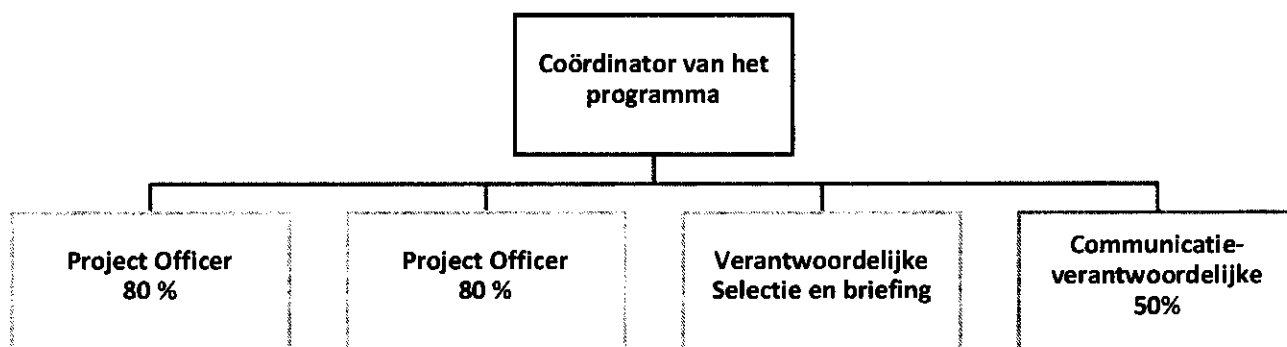 Coördinator van het
programma
Project Officer
80 %
Project Officer
80 %
Verantwoordelijke
Selectie en briefing
Communicatie-
verantwoordelijke
50%